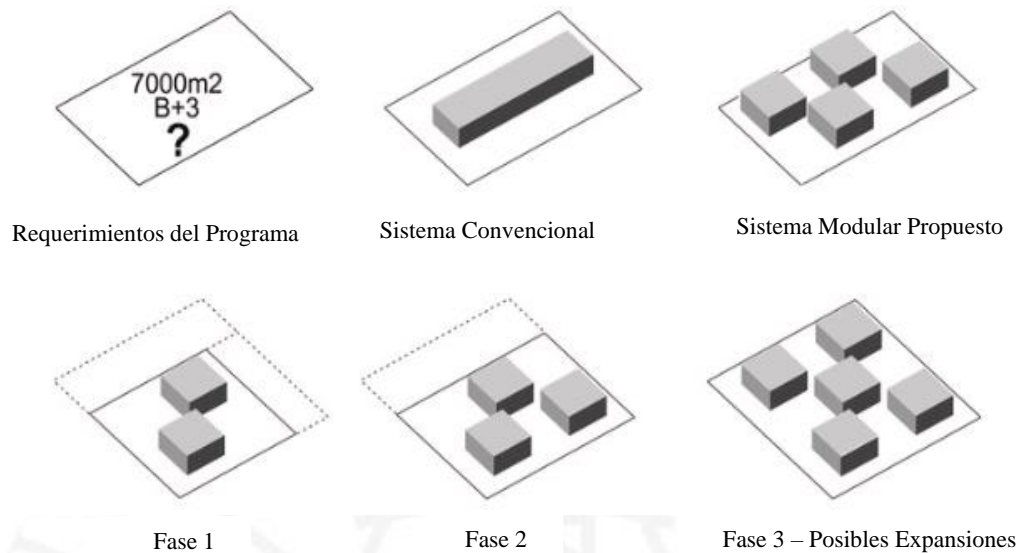 7000m2
B+3
?
Requerimientos del Programa
Sistema Convencional
Sistema Modular Propuesto
Fase 1
Fase 2
Fase 3 – Posibles Expansiones